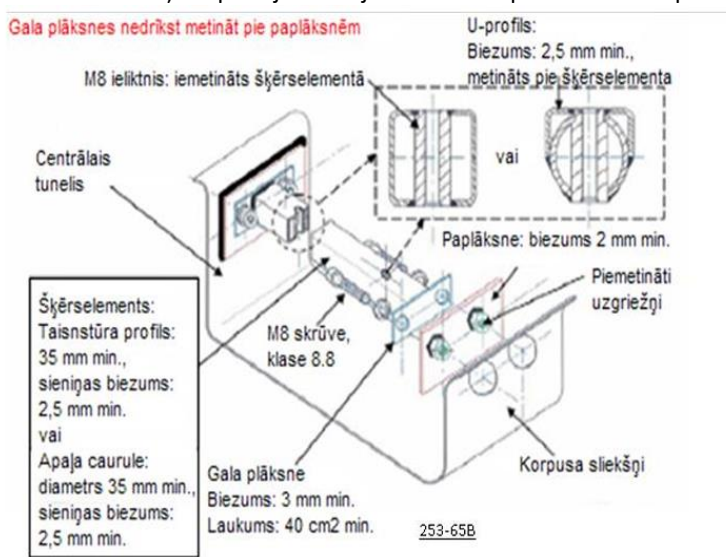 Gala plāksnes nedrīkst metināt pie paplāksnēm
U-profils:
Biezums: 2,5 mm min.,
metināts pie šķērselementa
M8 ieliktnis: iemetināts šķērselementā
Centrālais
tunelis
vai
Paplāksne: biezums 2 mm min.
Piemetināti
uzgriežņi
Šķērselements:
Taisnstūra profils:
35 mm min.,
sieniņas biezums:
2,5 mm min.
vai
Apaļa caurule:
diametrs 35 mm min.,
sieniņas biezums:
2,5 mm min.
M8 skrūve,
klase 8.8
Gala plāksne
Biezums: 3 mm min.
Laukums: 40 cm2 min.
Korpusa sliekšņi
253-65B